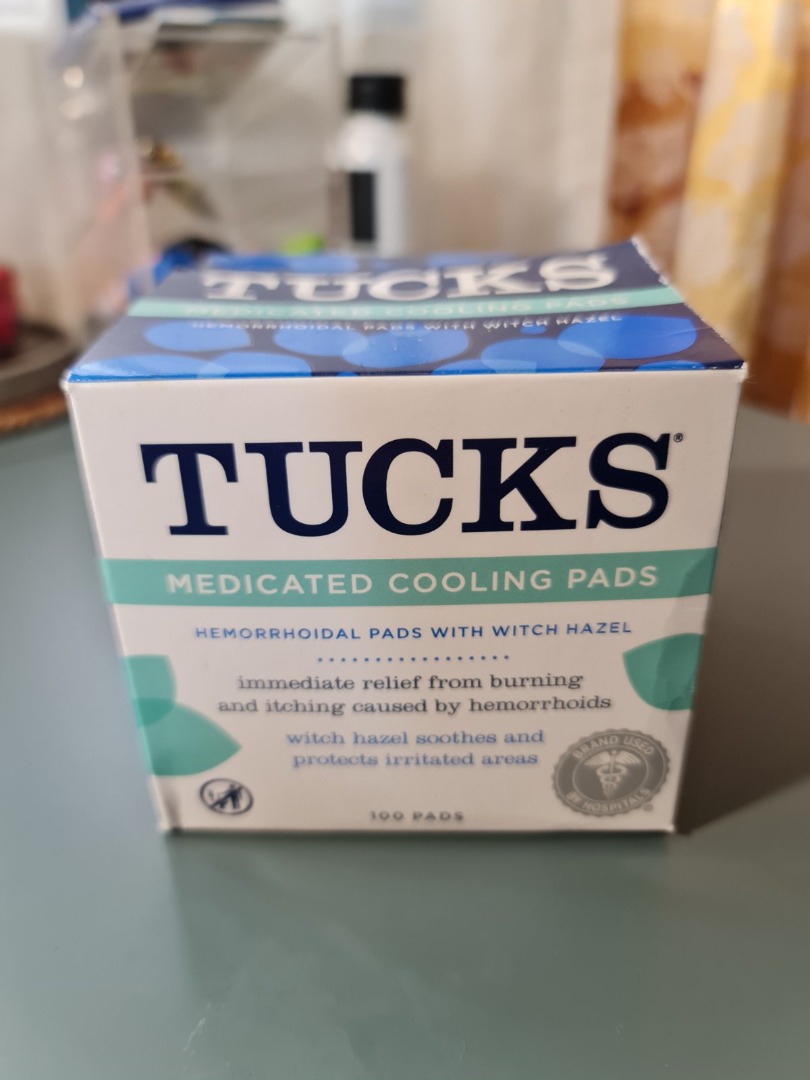 TUCKS
MEDICATED COOLING PADS
HEMORRHOIDAL PADS WITH WITCH HAZEL
TUCKS®
MEDICATED COOLING PADS
HEMORRHOIDAL PADS WITH WITCH HAZEL
immediate relief from burning
and itching caused by hemorrhoids
witch hazel soothes and
protects irritated areas
BRAND USED
BY HOSPITALS®
100 PADS